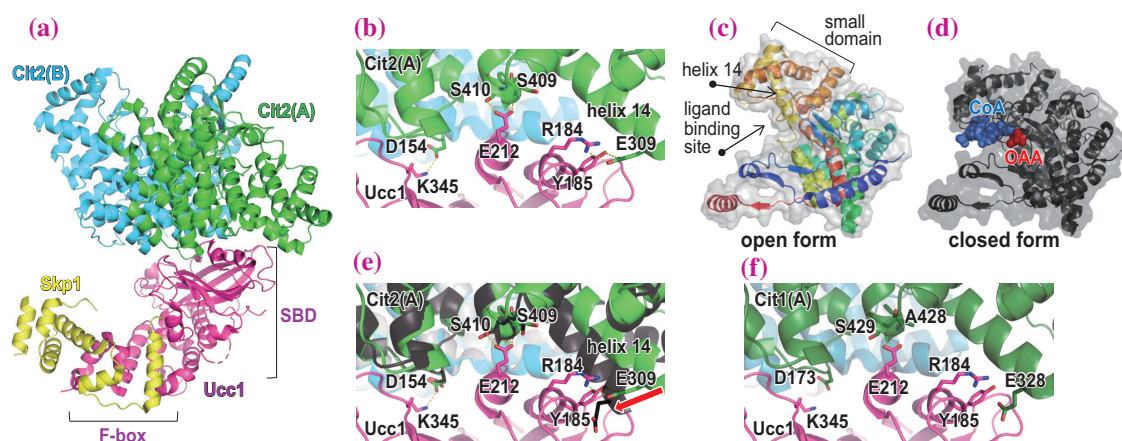 (a)
Cit2(B)
Cit2(A)
Skp1
SBD
Ucc1
F-box
(b)
Cit2(A)
S409
S410
helix 14
R184
D154
E309
E212
K345
Y185
Ucc1
(c)
small
domain
helix 14
ligand
binding
site
open form
(d)
CoA
OAA
closed form
(e)
Cit2(A)
S409
S410
helix 14
R184
D154
E309
E212
K345
Y185
Ucc1
(f)
Cit1(A)
A428
S429
R184
D173
E328
E212
K345
Y185
Ucc1